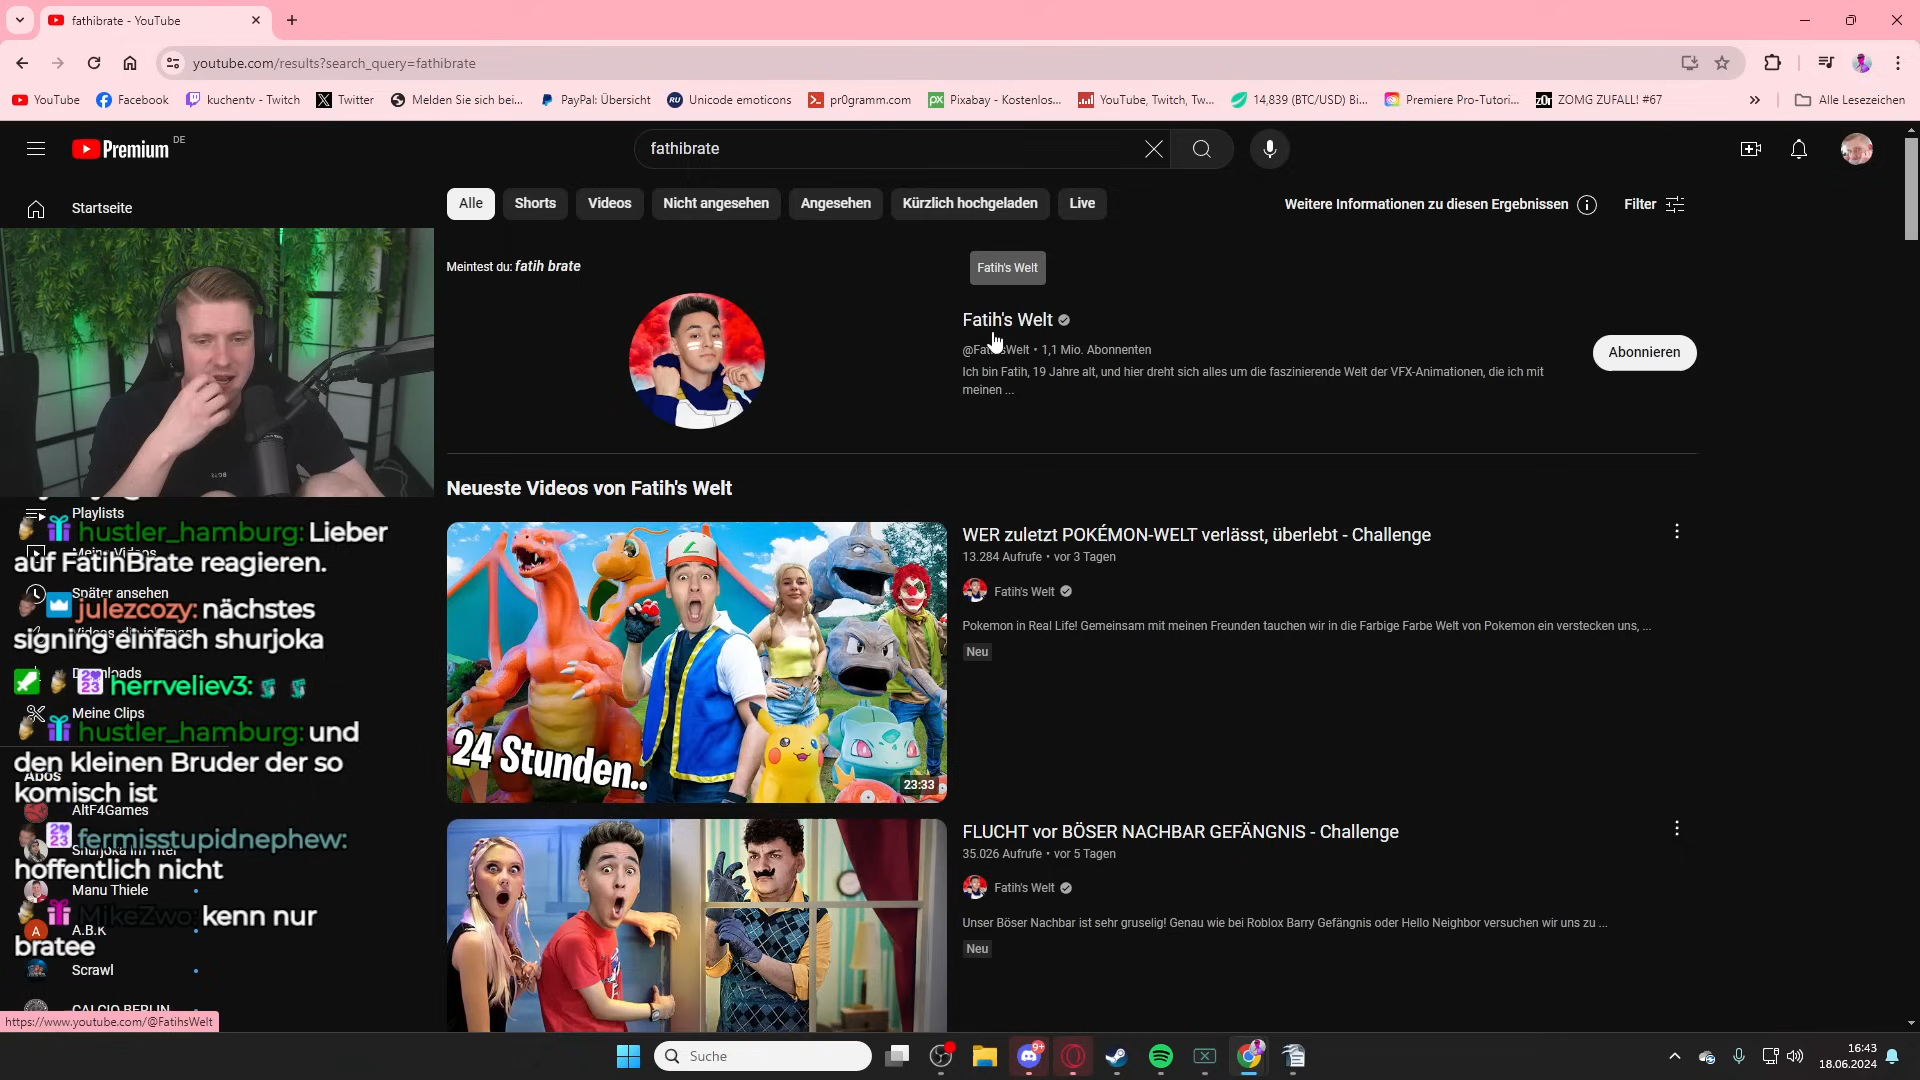 fathibrate - YouTube
youtube.com/results?search_query=fathibrate
YouTube
Facebook
kuchentv - Twitch
Twitter
Melden Sie sich bei...
PayPal: Übersicht
Unicode emoticons
pr0gramm.com
Pixabay - Kostenlos...
YouTube, Twitch, Tw...
14,839 (BTC/USD) Bi...
Premiere Pro-Tutori...
ZOMG ZUFALL! #67
Alle Lesezeichen
Premium DE
fathibrate
Startseite
Alle
Shorts
Videos
Nicht angesehen
Angesehen
Kürzlich hochgeladen
Live
Weitere Informationen zu diesen Ergebnissen
Filter
Meintest du: fatih brate
Fatih's Welt
Fatih's Welt
1,1 Mio. Abonnenten
Ich bin Fatih, 19 Jahre alt, und hier dreht sich alles um die faszinierende Welt der VFX-Animationen, die ich mit
meinen ...
Abonnieren
Neueste Videos von Fatih's Welt
24 Stunden..
23:33
WER zuletzt POKÉMON-WELT verlässt, überlebt - Challenge
13.284 Aufrufe • vor 3 Tagen
Fatih's Welt
Pokemon in Real Life! Gemeinsam mit meinen Freunden tauchen wir in die Farbige Farbe Welt von Pokemon ein verstecken uns, ...
Neu
FLUCHT vor BÖSER NACHBAR GEFÄNGNIS - Challenge
35.026 Aufrufe • vor 5 Tagen
Fatih's Welt
Unser Böser Nachbar ist sehr gruselig! Genau wie bei Roblox Barry Gefängnis oder Hello Neighbor versuchen wir uns zu ...
Neu
Playlists
hustler_hamburg: Lieber
Meine Videos
auf FatihBrate reagieren.
Später ansehen
julezcozy: nächstes
signing einfach shurjoka
Downloads
herrveliev3:
Meine Clips
hustler_hamburg: und
den kleinen Bruder der so
Abos
komisch ist
AltF4Games
fermisstupidnephew:
Shurjoka im Titel
hoffentlich nicht
Manu Thiele
MikeZwo: kenn nur
A.B.K
bratee
Scrawl
CALCIO BERLIN
https://www.youtube.com/@FatihsWelt
Suche
9+
16:43
18.06.2024